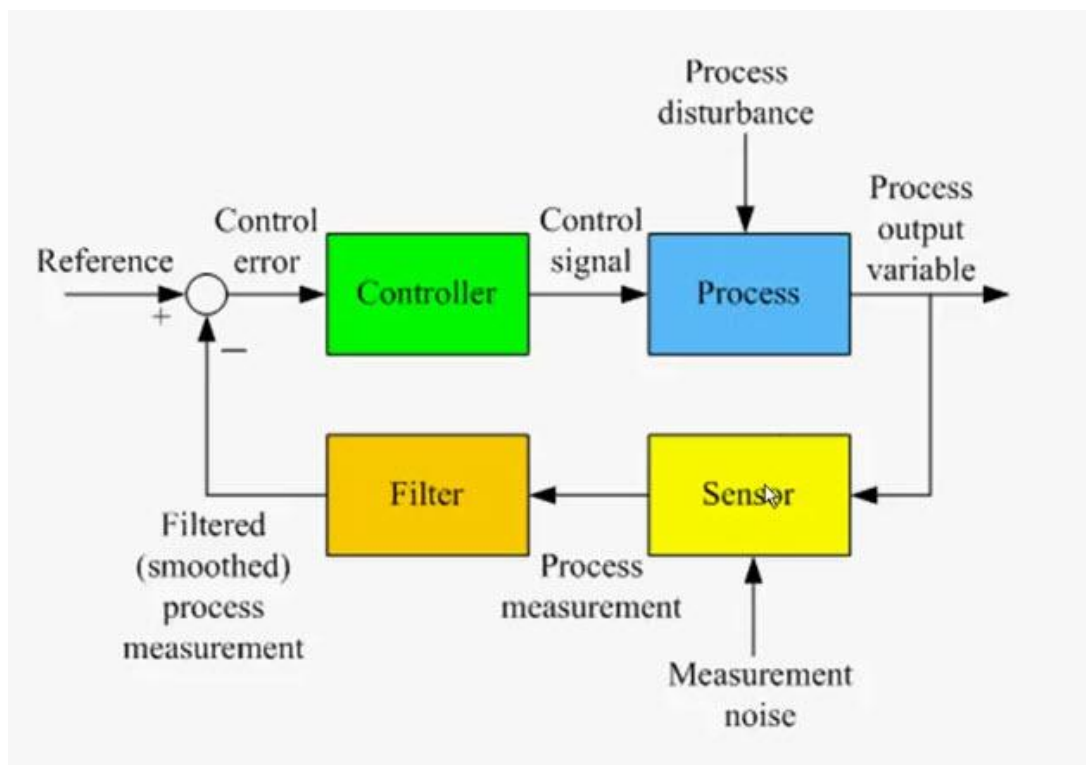 Process
disturbance
Process
output
variable
Control
error
Control
signal
Reference
+
−
Controller
Process
Filter
Sensor
Filtered
(smoothed)
process
measurement
Process
measurement
Measurement
noise